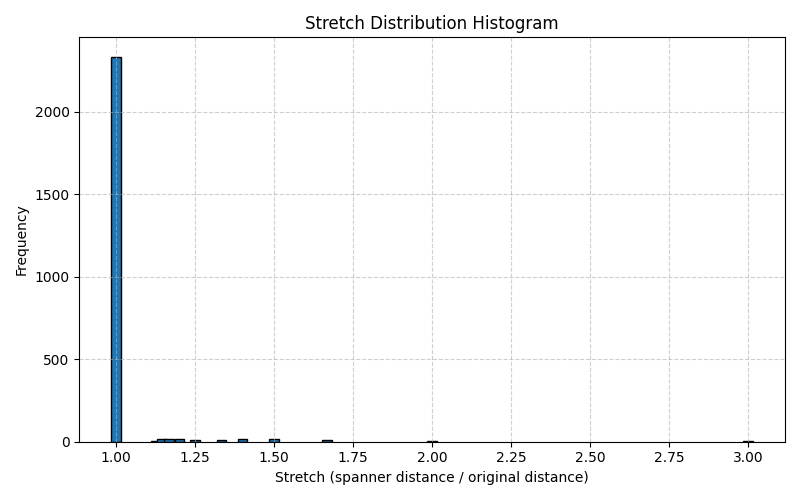 Stretch Distribution Histogram
Frequency
2000
1500
1000
500
0
1.00 1.25 1.50 1.75 2.00 2.25 2.50 2.75 3.00
Stretch (spanner distance / original distance)